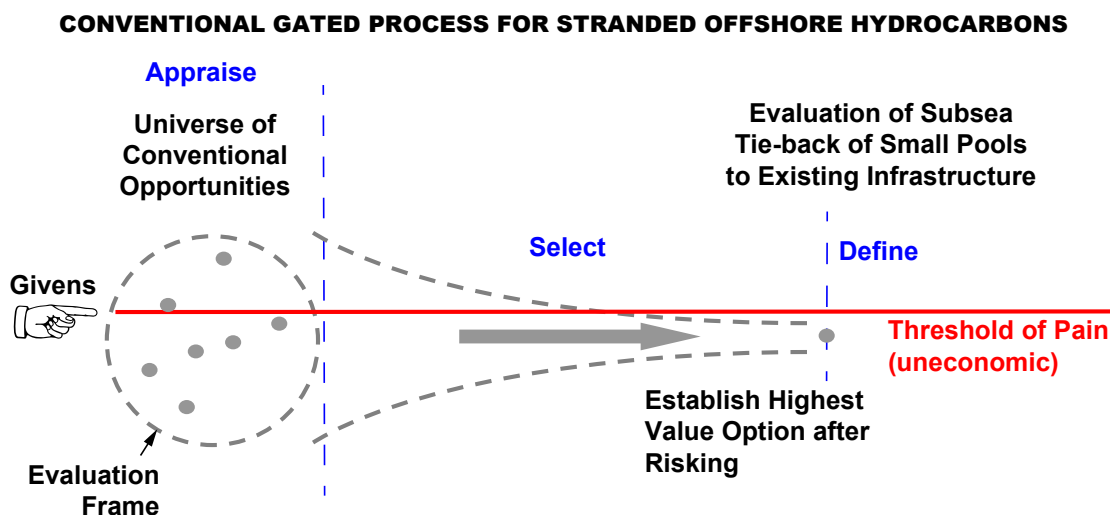 CONVENTIONAL GATED PROCESS FOR STRANDED OFFSHORE HYDROCARBONS
Appraise
Universe of
Conventional
Opportunities
Evaluation of Subsea
Tie-back of Small Pools
to Existing Infrastructure
Select
Define
Givens
Threshold of Pain
(uneconomic)
Establish Highest
Value Option after
Risking
Evaluation
Frame